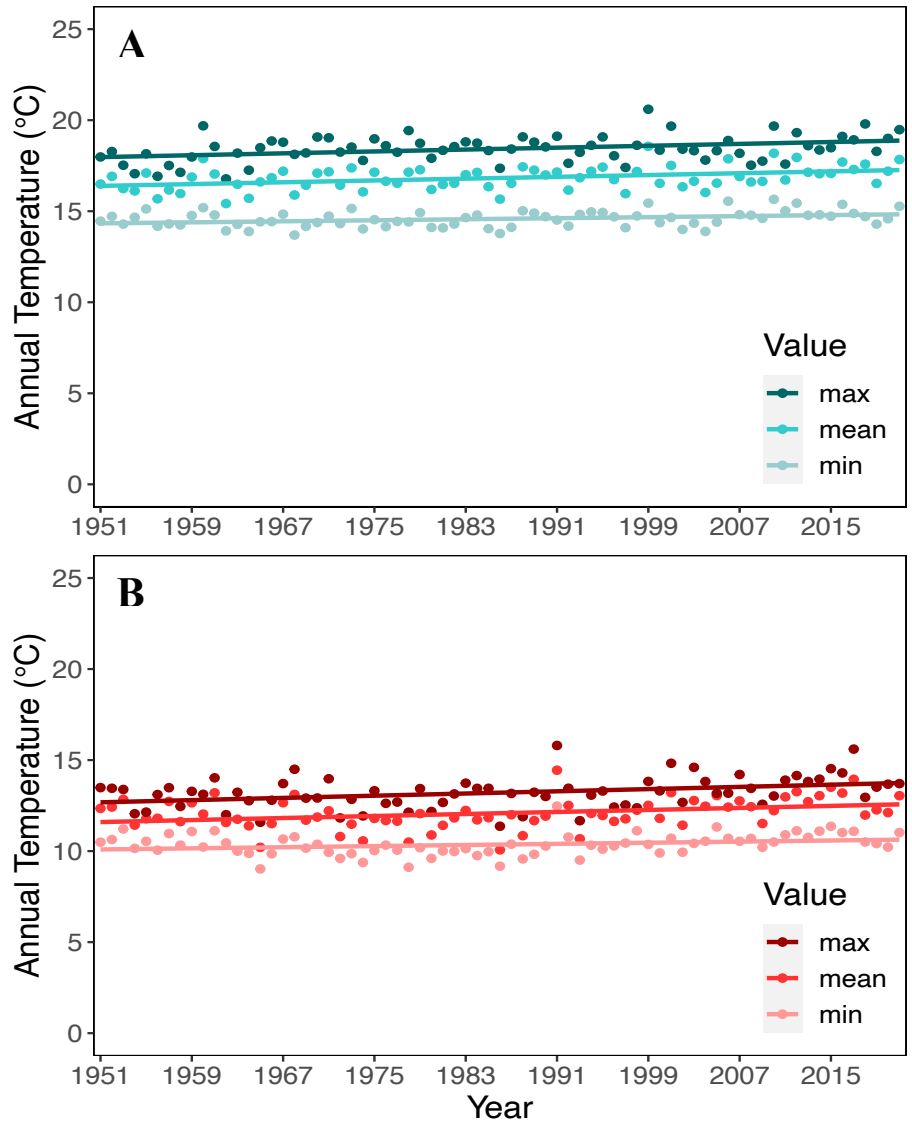 A
Annual Temperature (°C)
25
20
15
10
5
0
Value
max
mean
min
1951 1959 1967 1975 1983 1991 1999 2007 2015
B
Annual Temperature (°C)
25
20
15
10
5
0
Value
max
mean
min
1951 1959 1967 1975 1983 1991 1999 2007 2015
Year